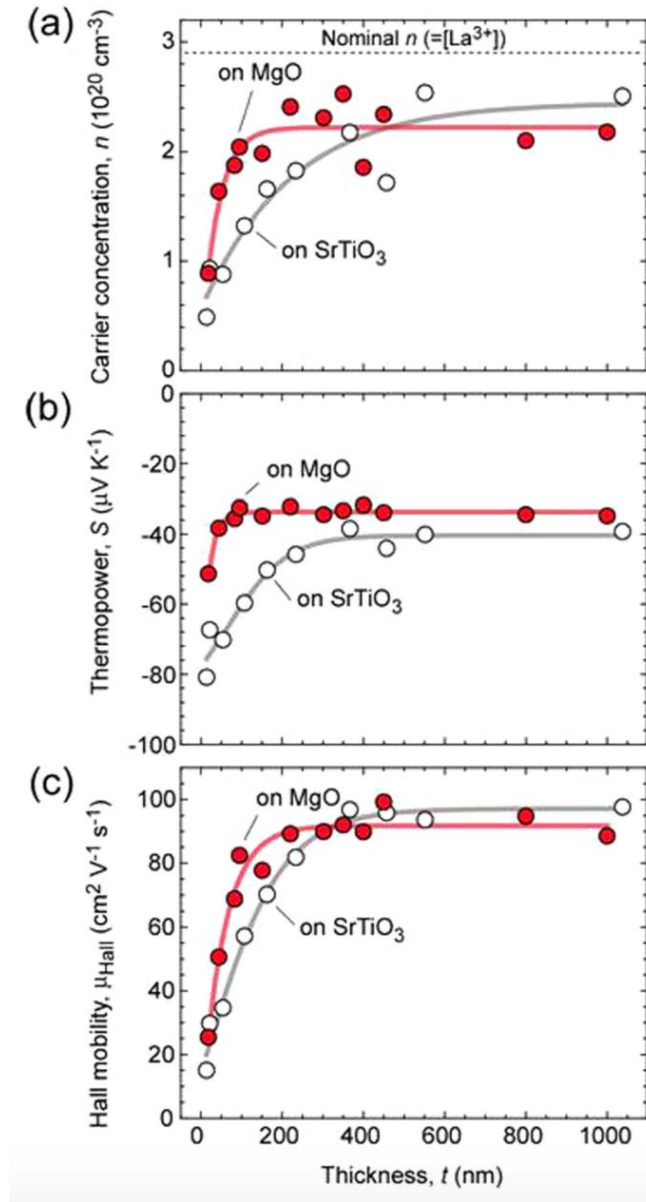 (a)
Nominal n (=[La³⁺])
on MgO
on SrTiO₃
Carrier concentration, n (10²⁰ cm⁻³)
3
2
1
0
(b)
on MgO
on SrTiO₃
Thermopower, S (μV K⁻¹)
0
-20
-40
-60
-80
-100
(c)
on MgO
on SrTiO₃
Hall mobility, μHall (cm² V⁻¹ s⁻¹)
100
80
60
40
20
0
0 200 400 600 800 1000
Thickness, t (nm)